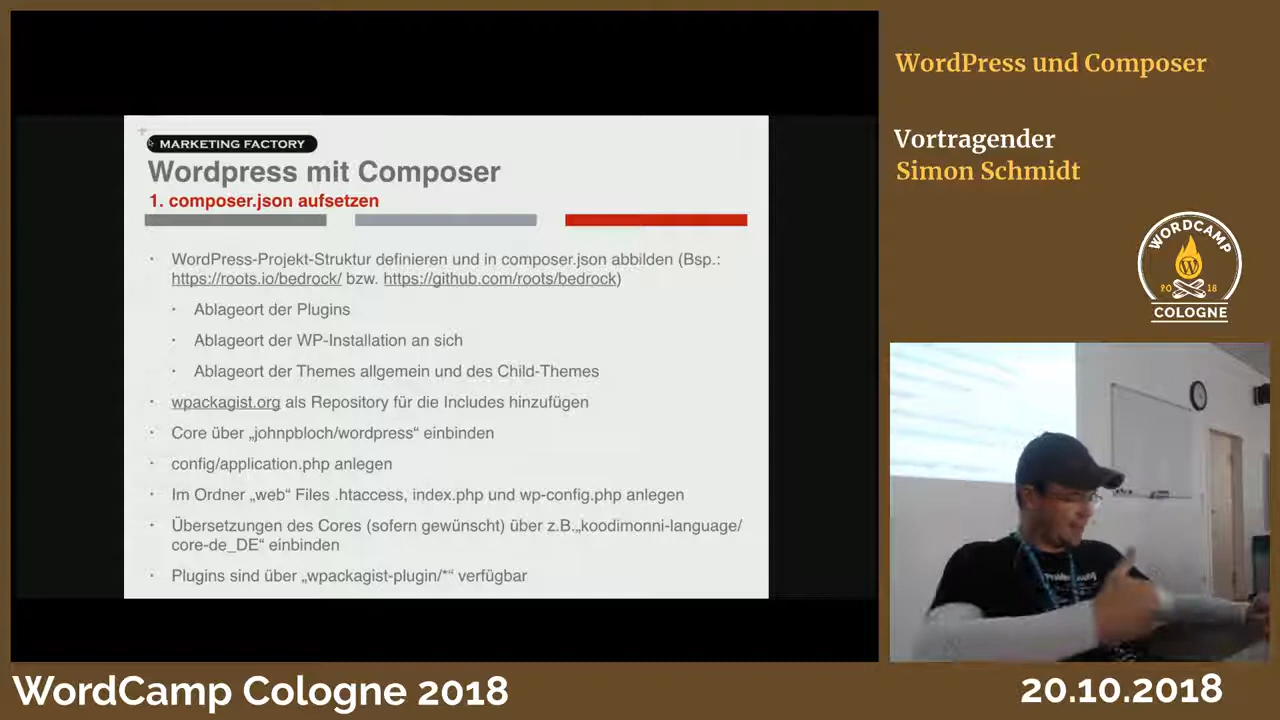 MARKETING FACTORY
Wordpress mit Composer
1. composer.json aufsetzen
· WordPress-Projekt-Struktur definieren und in composer.json abbilden (Bsp.:
https://roots.io/bedrock/ bzw. https://github.com/roots/bedrock)
· Ablageort der Plugins
· Ablageort der WP-Installation an sich
· Ablageort der Themes allgemein und des Child-Themes
· wpackagist.org als Repository für die Includes hinzufügen
· Core über „johnpbloch/wordpress“ einbinden
· config/application.php anlegen
· Im Ordner „web“ Files .htaccess, index.php und wp-config.php anlegen
· Übersetzungen des Cores (sofern gewünscht) über z.B.„koodimonni-language/
core-de_DE“ einbinden
· Plugins sind über „wpackagist-plugin/*“ verfügbar
WordPress und Composer
Vortragender
Simon Schmidt
WORDCAMP
2018
COLOGNE
WordCamp Cologne 2018
20.10.2018